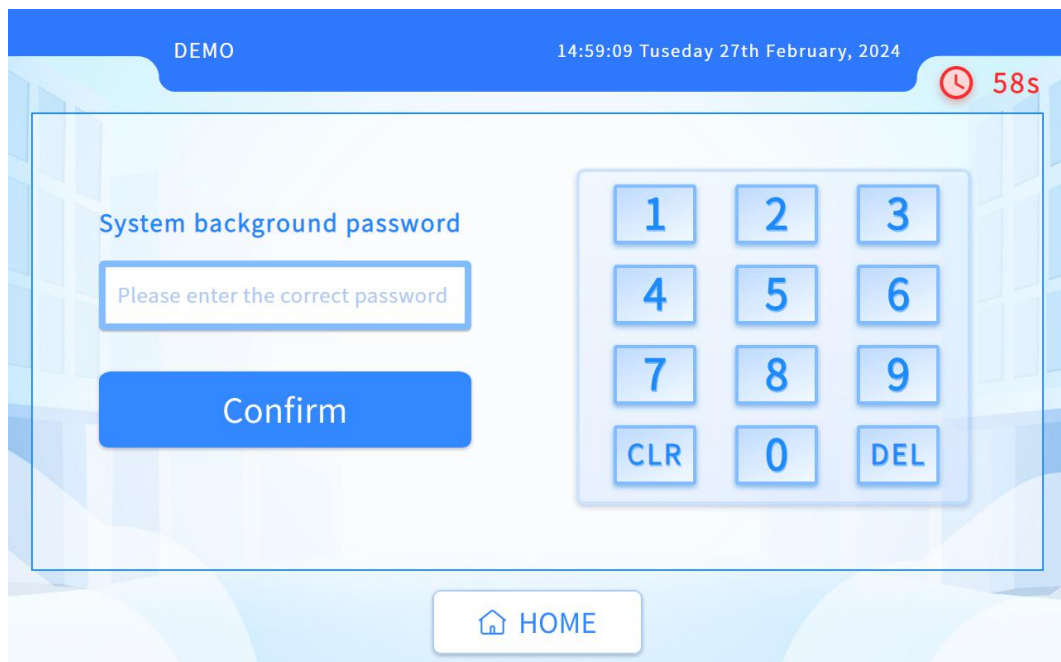 DEMO
14:59:09 Tuseday 27th February, 2024
58s
System background password
Please enter the correct password
Confirm
1 2 3
4 5 6
7 8 9
CLR 0 DEL
HOME